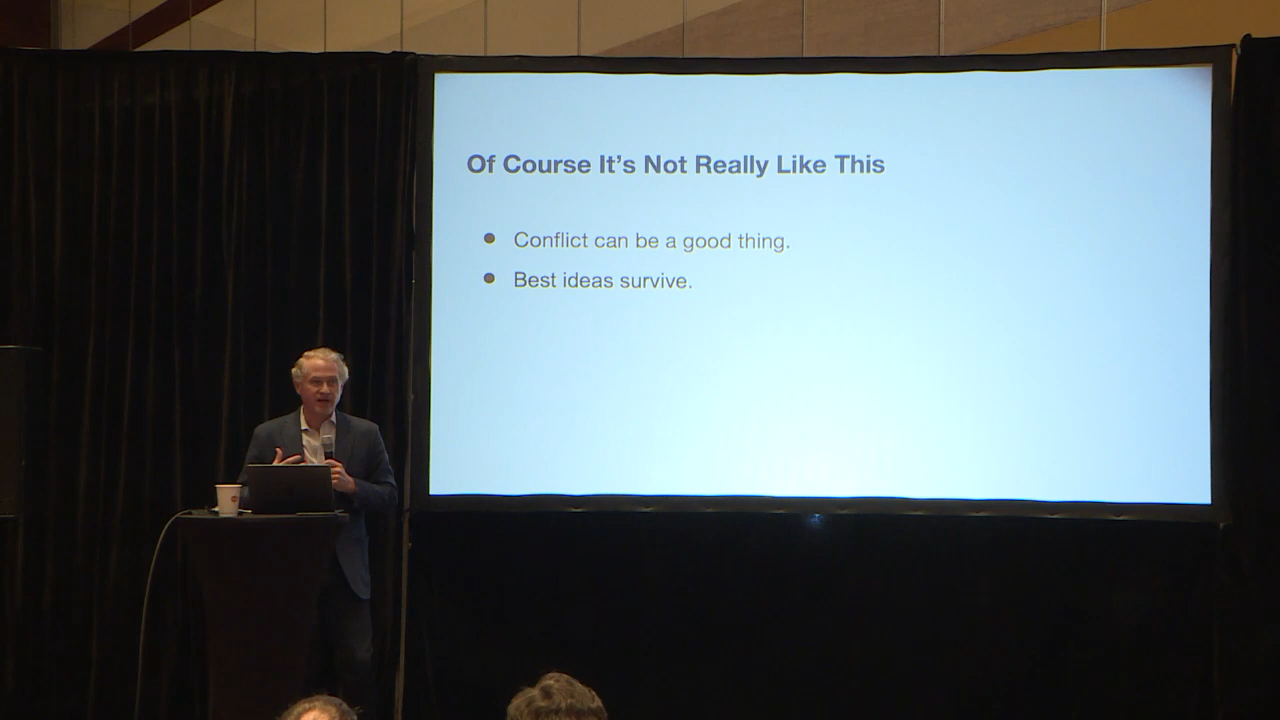 Of Course It's Not Really Like This
Conflict can be a good thing.
Best ideas survive.